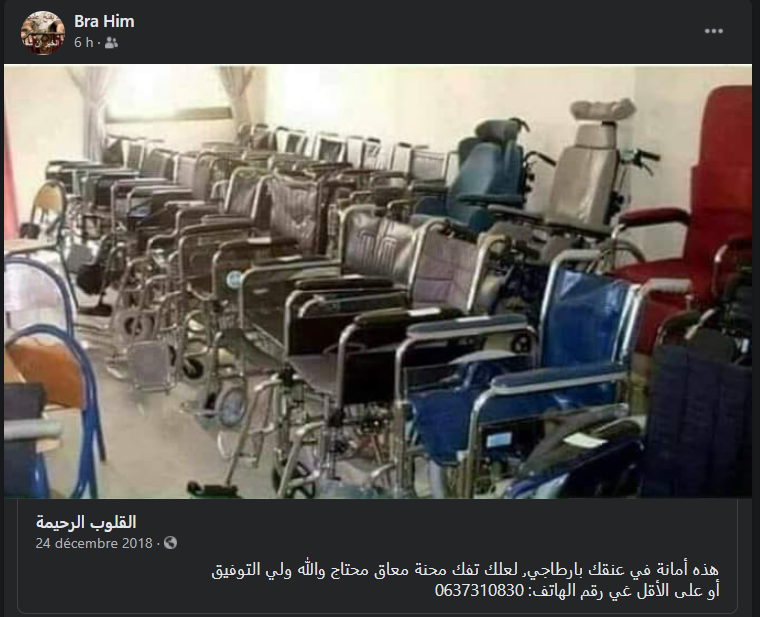 Bra Him
6 h ·
القلوب الرحيمة
24 décembre 2018 ·
هذه أمانة في عنقك بارطاجي, لعلك تفك محنة معاق محتاج والله ولي التوفيق
أو على الأقل غي رقم الهاتف: 0637310830